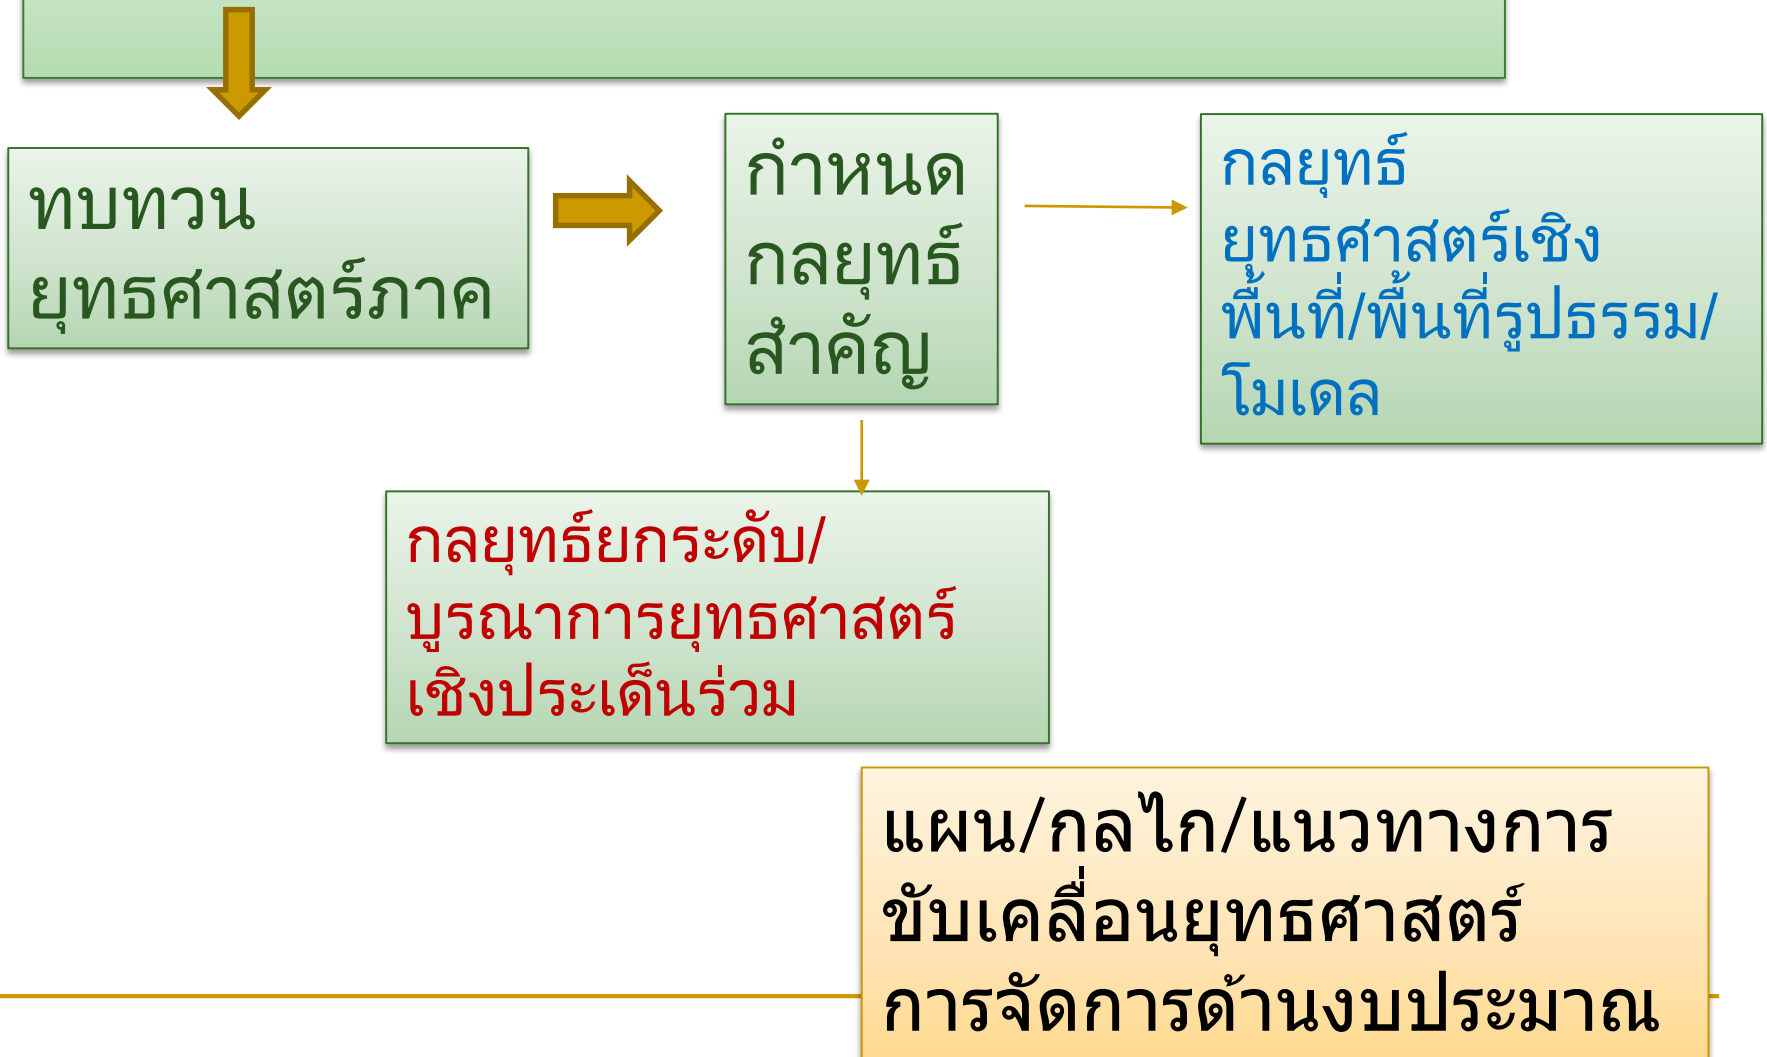 ทบทวน
ยุทธศาสตร์ภาค
กำหนด
กลยุทธ์
สำคัญ
กลยุทธ์
ยุทธศาสตร์เชิง
พื้นที่/พื้นที่รูปธรรม/
โมเดล
กลยุทธ์ยกระดับ/
บูรณาการยุทธศาสตร์
เชิงประเด็นร่วม
แผน/กลไก/แนวทางการ
ขับเคลื่อนยุทธศาสตร์
การจัดการด้านงบประมาณ